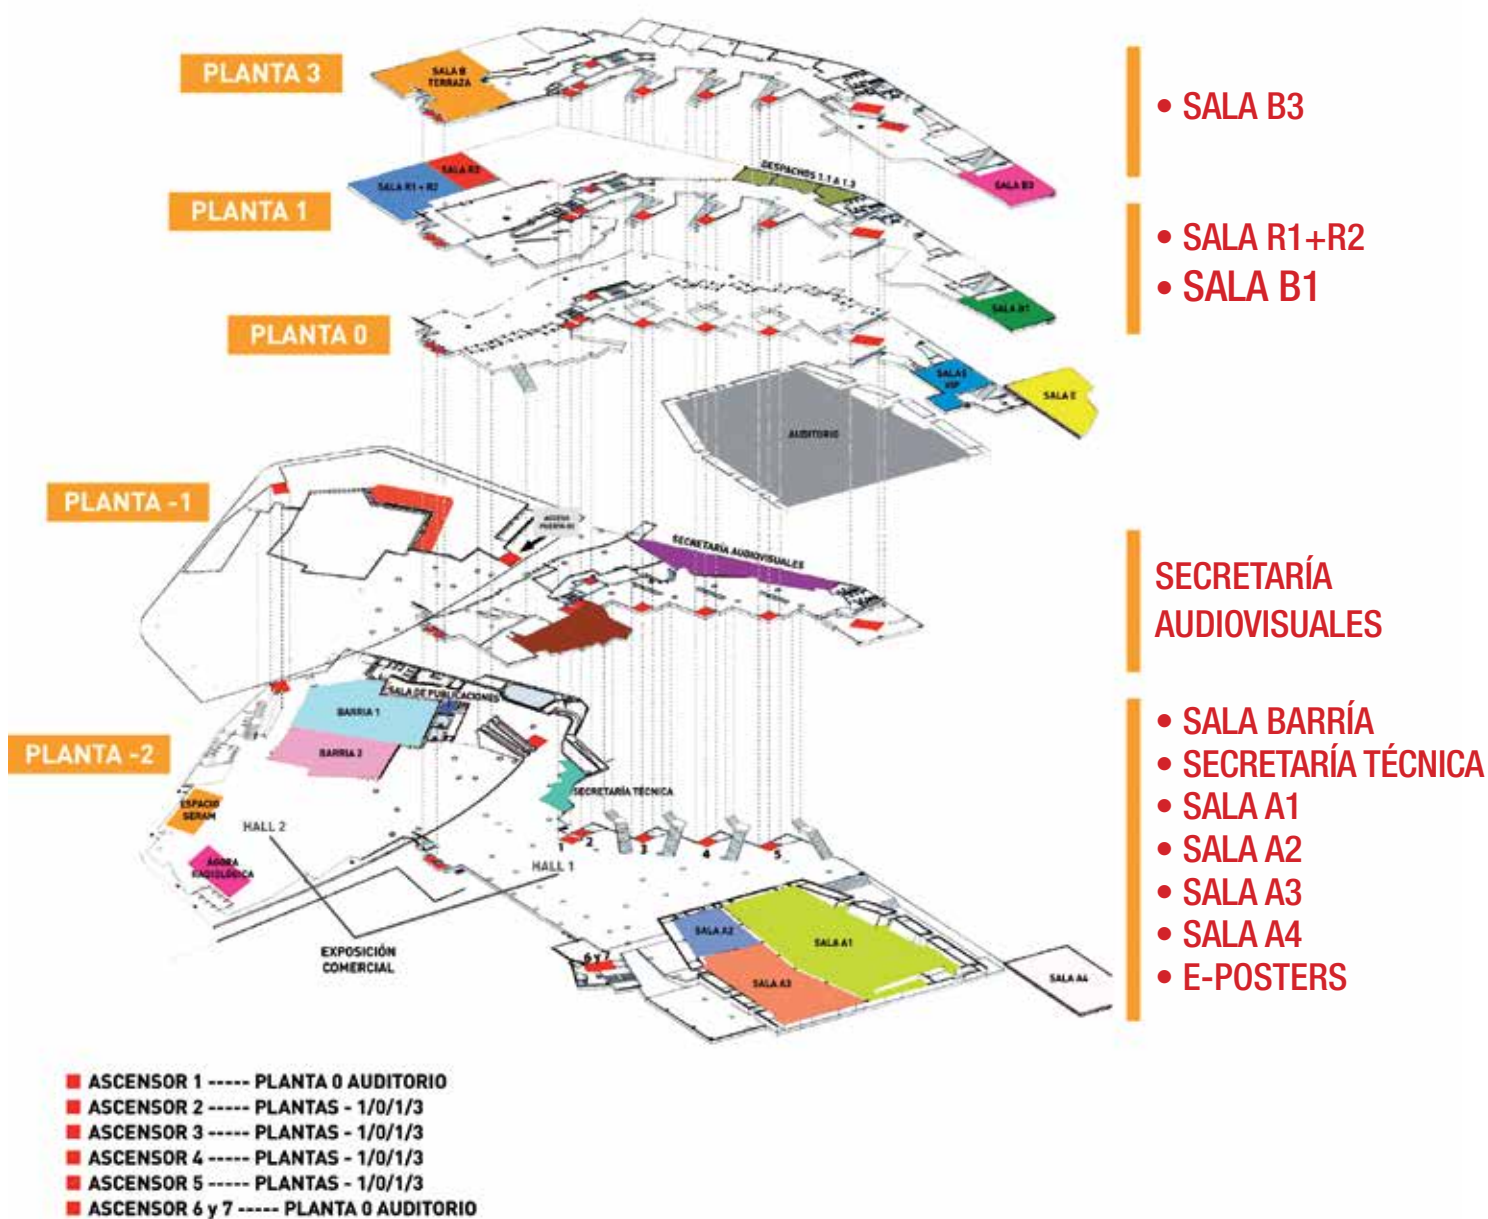 PLANTA 3
SALA B
TERRAZA
SALA B3
• SALA B3
SALA R3
SALA R1 + R2
DESPACHOS 1.1 A 1.3
PLANTA 1
SALA B1
• SALA R1+R2
• SALA B1
PLANTA 0
SALAS
VIP
SALA E
AUDITORIO
PLANTA -1
ACCESO
SECRETARÍA AUDIOVISUALES
SECRETARÍA
AUDIOVISUALES
PLANTA -2
SALA DE PUBLICACIONES
BARRIA 1
BARRIA 2
SECRETARÍA TÉCNICA
ESPACIO
SERAM
HALL 2
ÁGORA
RADIOLÓGICA
1
2
3
4
5
HALL 1
EXPOSICIÓN
COMERCIAL
6 y 7
SALA A2
SALA A1
SALA A3
SALA A4
• SALA BARRÍA
• SECRETARÍA TÉCNICA
• SALA A1
• SALA A2
• SALA A3
• SALA A4
• E-POSTERS
ASCENSOR 1 ----- PLANTA 0 AUDITORIO
ASCENSOR 2 ----- PLANTAS - 1/0/1/3
ASCENSOR 3 ----- PLANTAS - 1/0/1/3
ASCENSOR 4 ----- PLANTAS - 1/0/1/3
ASCENSOR 5 ----- PLANTAS - 1/0/1/3
ASCENSOR 6 y 7 ----- PLANTA 0 AUDITORIO